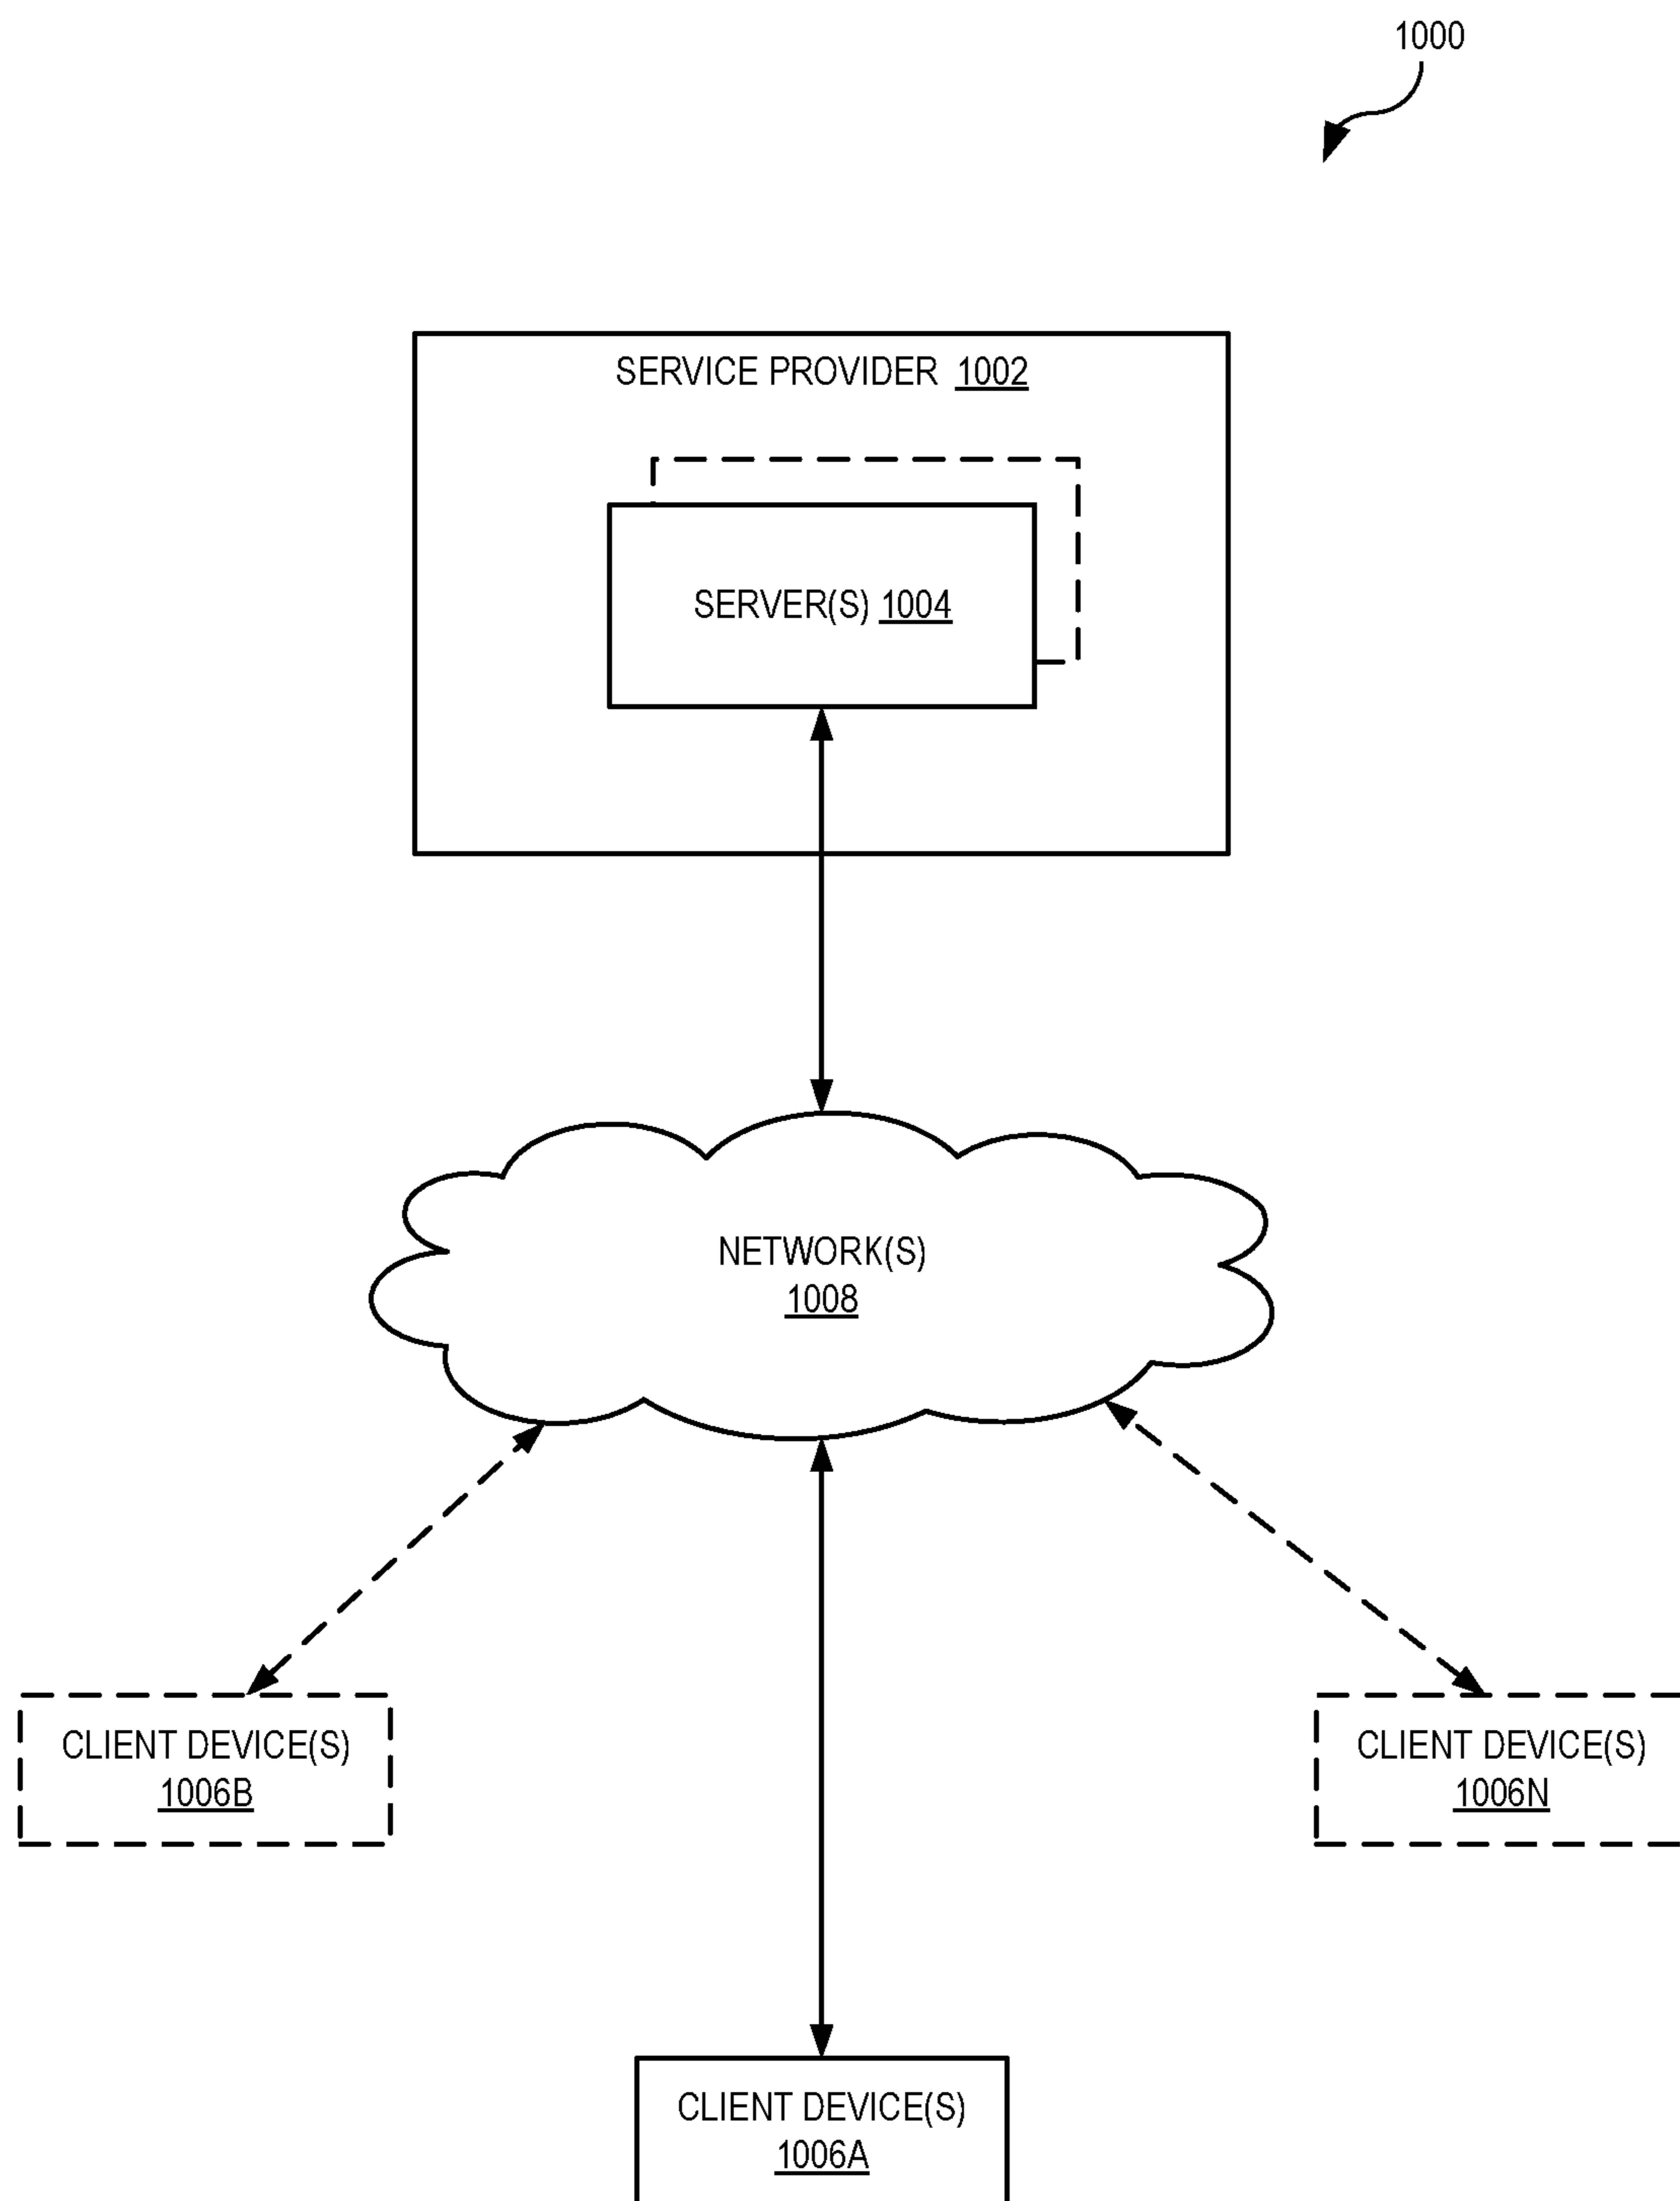 1000
SERVICE PROVIDER 1002
SERVER(S) 1004
NETWORK(S)
1008
CLIENT DEVICE(S)
1006B
CLIENT DEVICE(S)
1006N
CLIENT DEVICE(S)
1006A